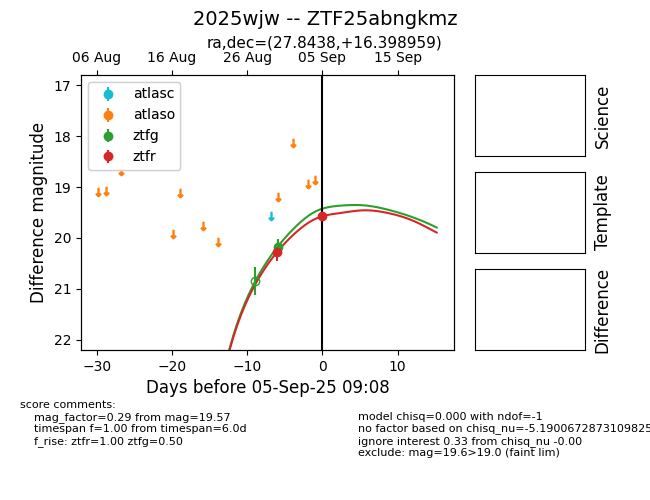 2025wjw -- ZTF25abngkmz
ra,dec=(27.8438,+16.398959)
06 Aug 16 Aug 26 Aug 05 Sep 15 Sep
atlasc
atlaso
ztfg
ztfr
17
18
19
20
21
22
Difference magnitude
−30 −20 −10 0 10
Days before 05-Sep-25 09:08
Science
Template
Difference
score comments:
mag_factor=0.29 from mag=19.57
timespan f=1.00 from timespan=6.0d
f_rise: ztfr=1.00 ztfg=0.50
model chisq=0.000 with ndof=-1
no factor based on chisq_nu=-5.1900672873109825
ignore interest 0.33 from chisq_nu -0.00
exclude: mag=19.6>19.0 (faint lim)